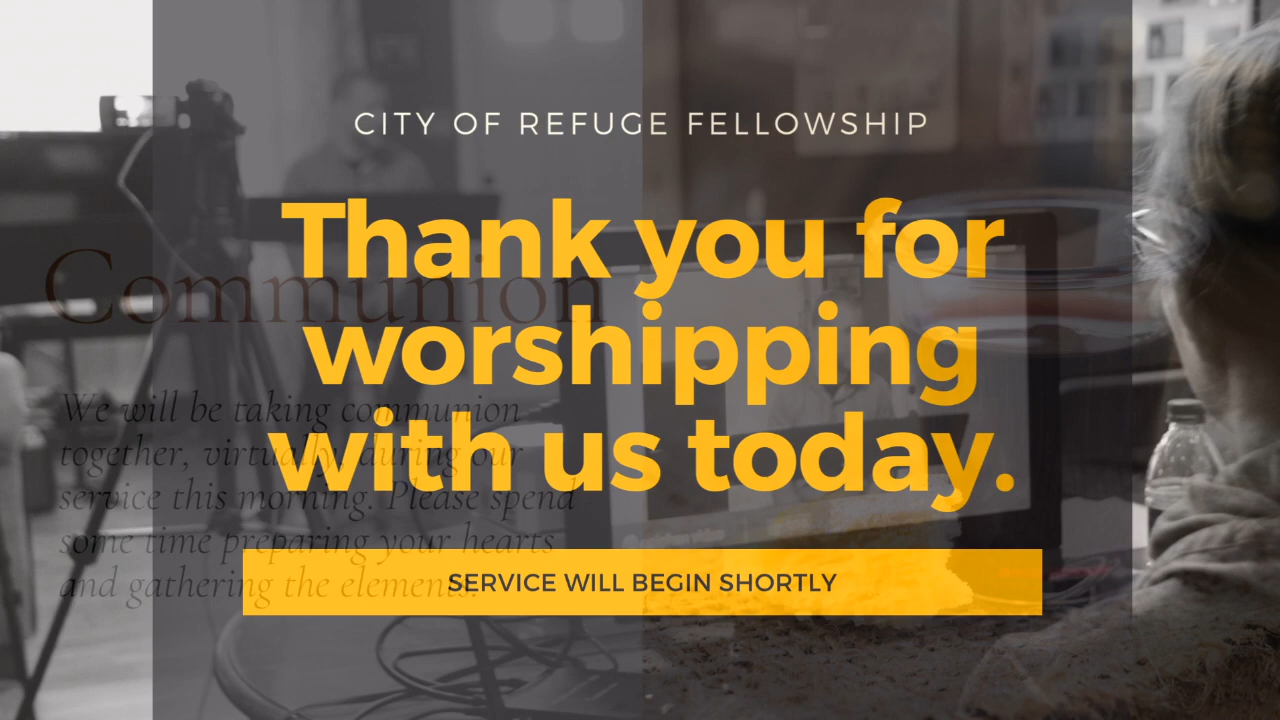 CITY OF REFUGE FELLOWSHIP
Thank you for
worshipping
with us today.
SERVICE WILL BEGIN SHORTLY
Communion
We will be taking communion
together, virtually, during our
service this morning. Please spend
some time preparing your hearts
and gathering the elements.